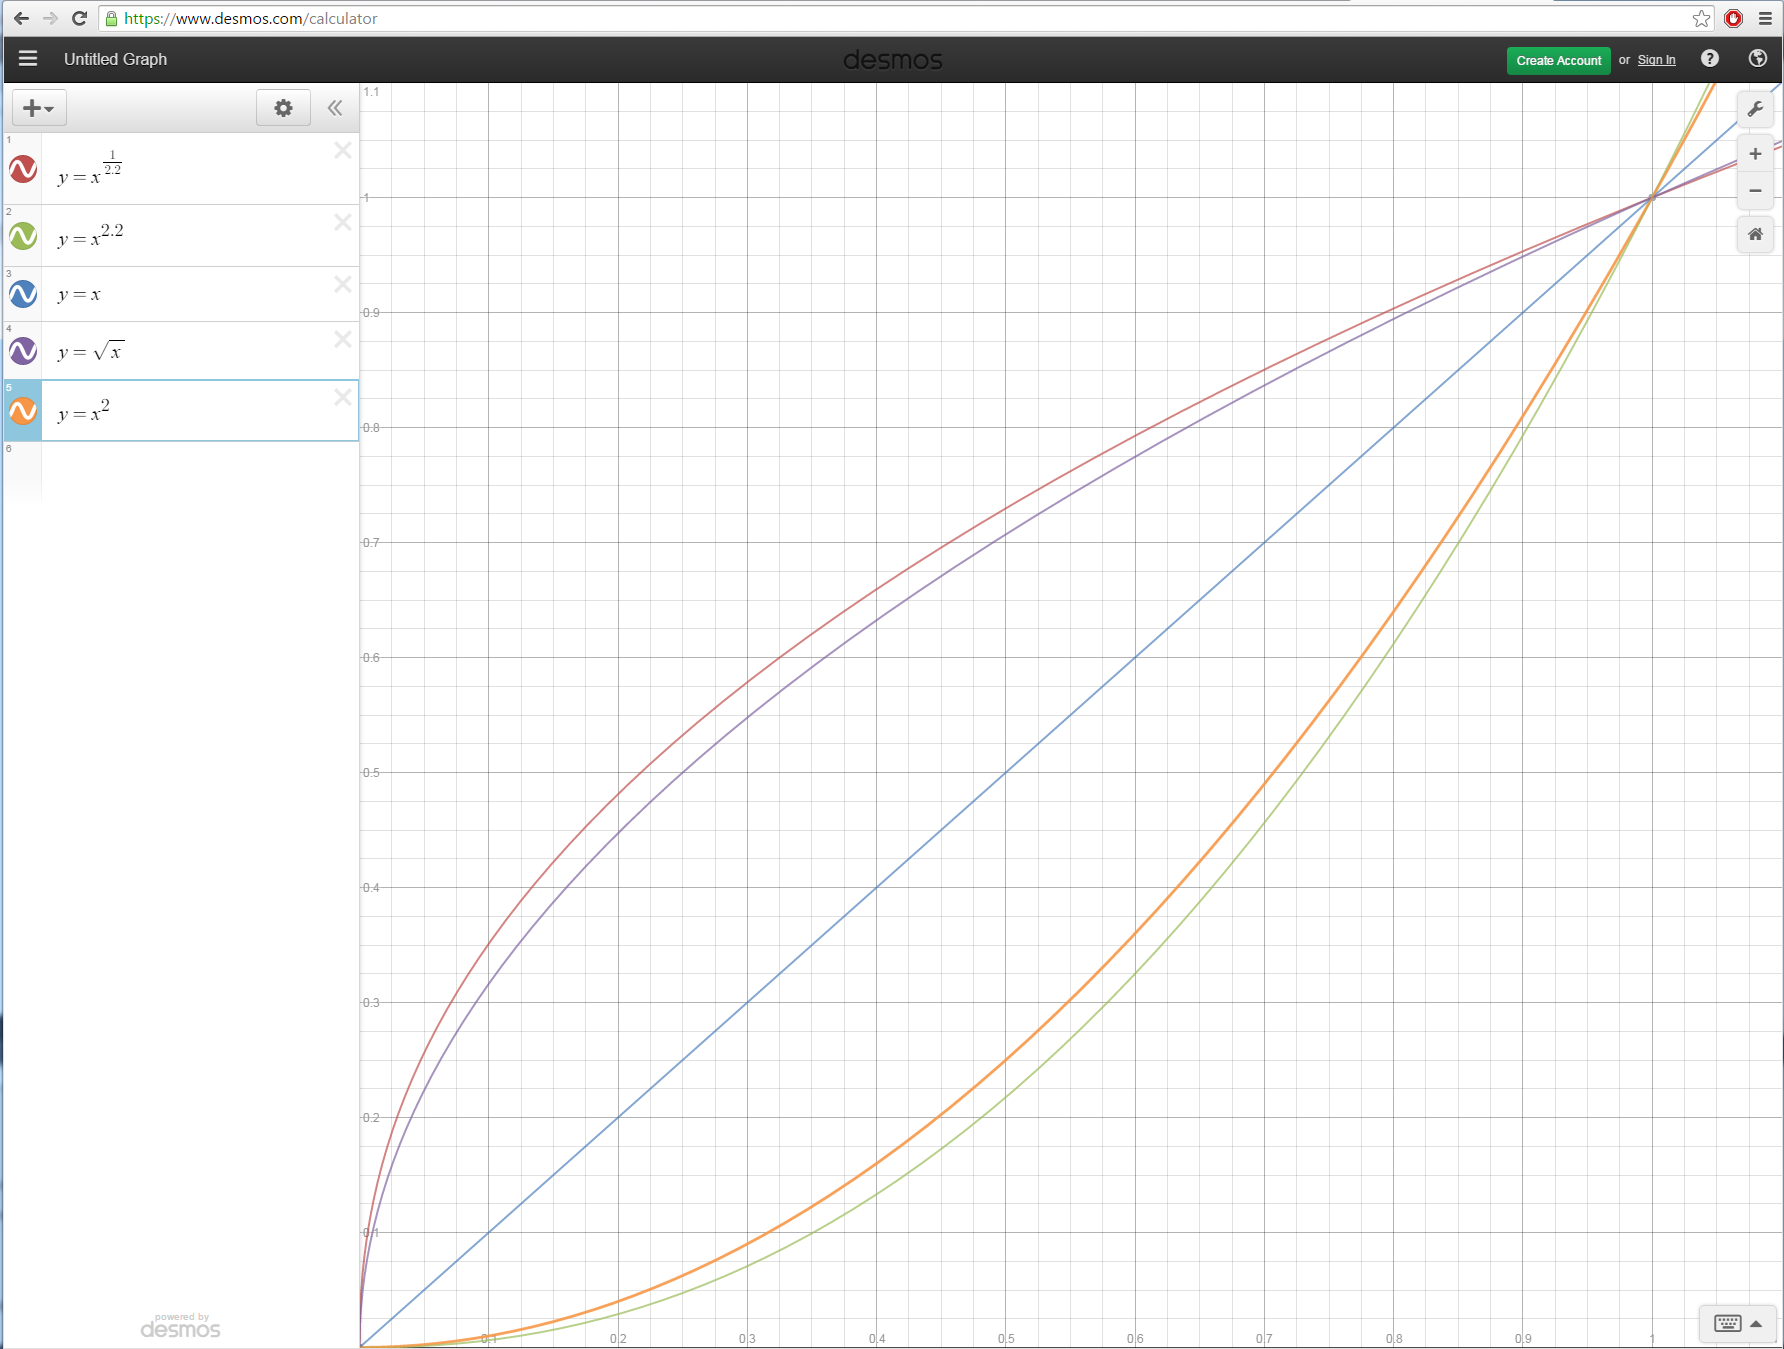 https://www.desmos.com/calculator
Untitled Graph
desmos
Create Account or Sign In
1
y = x^{\frac{1}{2.2}}
2
y = x^{2.2}
3
y = x
4
y = \sqrt{x}
5
y = x^{2}
6
powered by
desmos
1.1
1
0.9
0.8
0.7
0.6
0.5
0.4
0.3
0.2
0.1
0.1 0.2 0.3 0.4 0.5 0.6 0.7 0.8 0.9 1